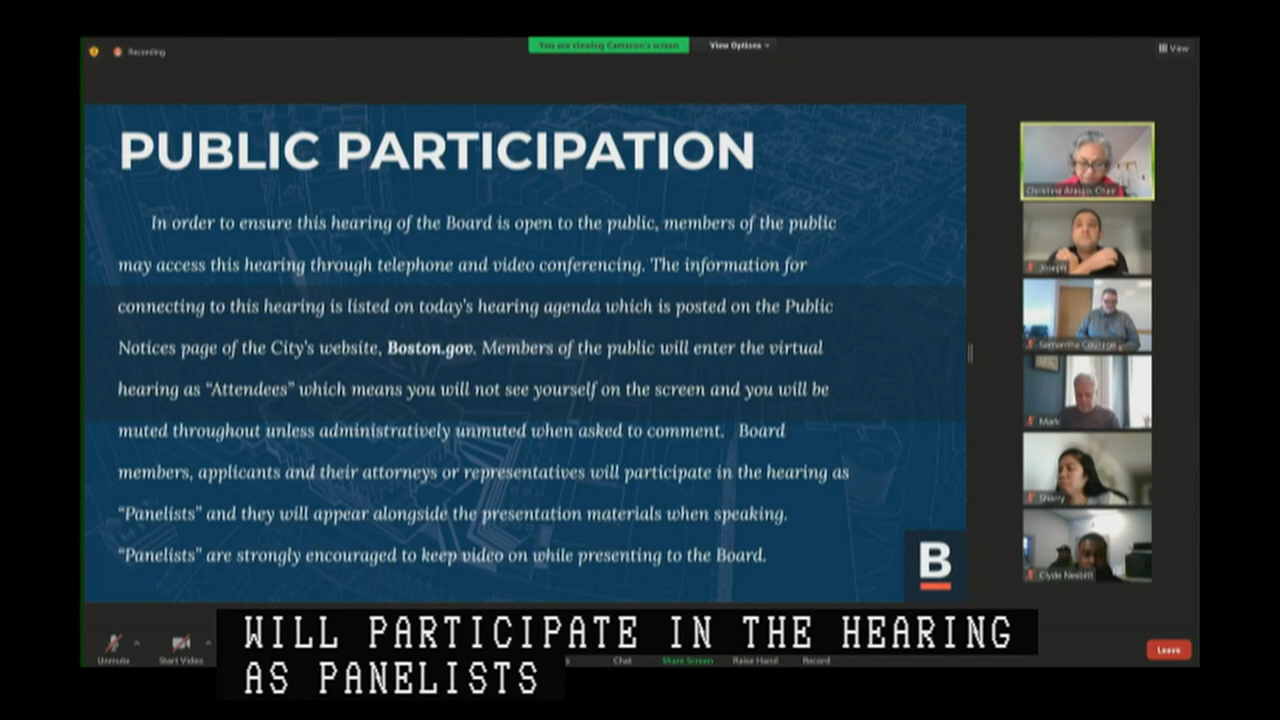 Recording
You are viewing Cameron's screen
View Options
View
PUBLIC PARTICIPATION
In order to ensure this hearing of the Board is open to the public, members of the public
may access this hearing through telephone and video conferencing. The information for
connecting to this hearing is listed on today's hearing agenda which is posted on the Public
Notices page of the City's website, Boston.gov. Members of the public will enter the virtual
hearing as “Attendees” which means you will not see yourself on the screen and you will be
muted throughout unless administratively unmuted when asked to comment. Board
members, applicants and their attorneys or representatives will participate in the hearing as
“Panelists” and they will appear alongside the presentation materials when speaking.
“Panelists” are strongly encouraged to keep video on while presenting to the Board.
B
Christine Araujo, Chair
Joseph
Samantha
Mark
Sherry
Clyde Nesbitt
WILL PARTICIPATE IN THE HEARING
AS PANELISTS
Unmute
Start Video
Chat
Share Screen
Raise Hand
Record
Leave